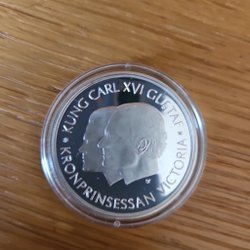 KUNG CARL XVI GUSTAF
KRONPRINSESSAN VICTORIA